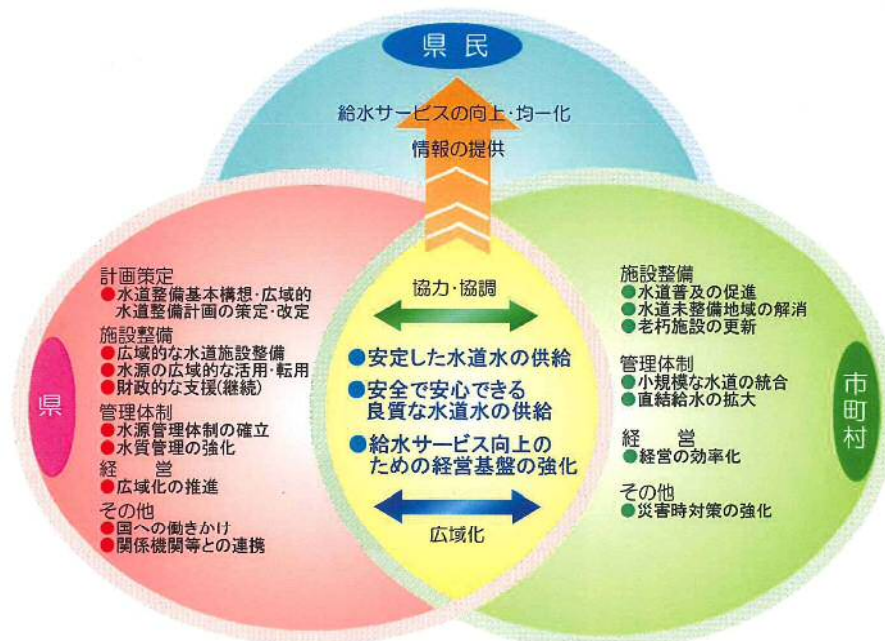 県民
給水サービスの向上・均一化
情報の提供
県
計画策定
●水道整備基本構想・広域的
水道整備計画の策定・改定
施設整備
●広域的な水道施設整備
●水源の広域的な活用・転用
●財政的な支援(継続)
管理体制
●水源管理体制の確立
●水質管理の強化
経　営
●広域化の推進
その他
●国への働きかけ
●関係機関等との連携
協力・協調
●安定した水道水の供給
●安全で安心できる
良質な水道水の供給
●給水サービス向上の
ための経営基盤の強化
広域化
施設整備
●水道普及の促進
●水道未整備地域の解消
●老朽施設の更新
管理体制
●小規模な水道の統合
●直結給水の拡大
経　営
●経営の効率化
その他
●災害時対策の強化
市町村